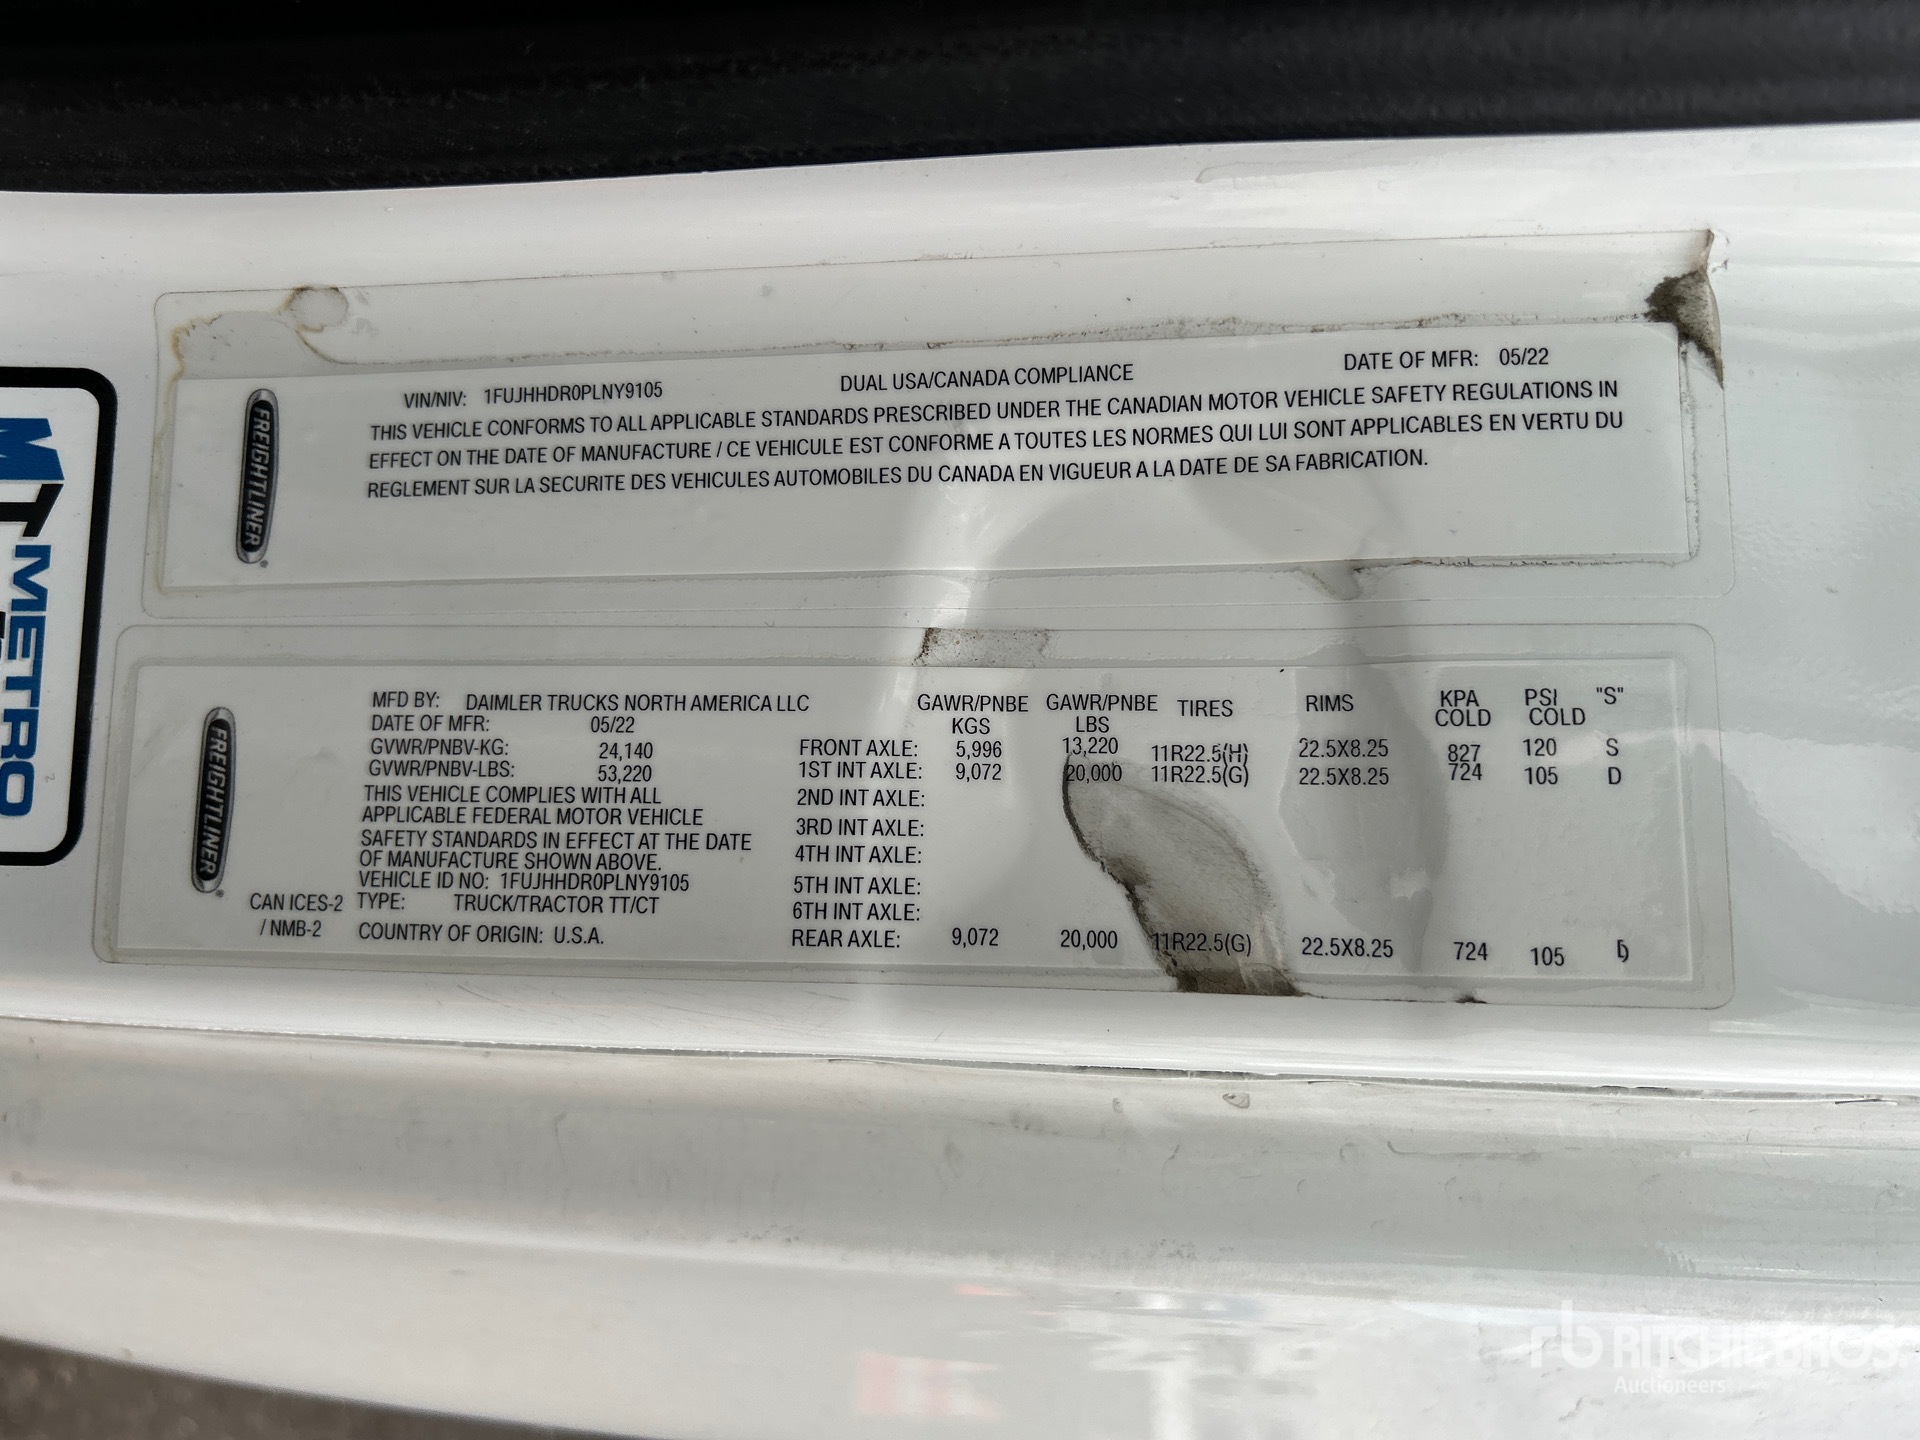 MT METRO
FREIGHTLINER
VIN/NIV: 1FUJHHDR0PLNY9105 DUAL USA/CANADA COMPLIANCE DATE OF MFR: 05/22
THIS VEHICLE CONFORMS TO ALL APPLICABLE STANDARDS PRESCRIBED UNDER THE CANADIAN MOTOR VEHICLE SAFETY REGULATIONS IN
EFFECT ON THE DATE OF MANUFACTURE / CE VEHICULE EST CONFORME A TOUTES LES NORMES QUI LUI SONT APPLICABLES EN VERTU DU
REGLEMENT SUR LA SECURITE DES VEHICULES AUTOMOBILES DU CANADA EN VIGUEUR A LA DATE DE SA FABRICATION.
FREIGHTLINER
CAN ICES-2
/ NMB-2
MFD BY: DAIMLER TRUCKS NORTH AMERICA LLC
DATE OF MFR: 05/22
GVWR/PNBV-KG: 24,140
GVWR/PNBV-LBS: 53,220
THIS VEHICLE COMPLIES WITH ALL
APPLICABLE FEDERAL MOTOR VEHICLE
SAFETY STANDARDS IN EFFECT AT THE DATE
OF MANUFACTURE SHOWN ABOVE.
VEHICLE ID NO: 1FUJHHDR0PLNY9105
TYPE: TRUCK/TRACTOR TT/CT
COUNTRY OF ORIGIN: U.S.A.
GAWR/PNBE GAWR/PNBE TIRES RIMS KPA PSI "S"
KGS LBS COLD COLD
FRONT AXLE: 5,996 13,220 11R22.5(H) 22.5X8.25 827 120 S
1ST INT AXLE: 9,072 20,000 11R22.5(G) 22.5X8.25 724 105 D
2ND INT AXLE:
3RD INT AXLE:
4TH INT AXLE:
5TH INT AXLE:
6TH INT AXLE:
REAR AXLE: 9,072 20,000 11R22.5(G) 22.5X8.25 724 105 D
rb RITCHIE BROS.
Auctioneers